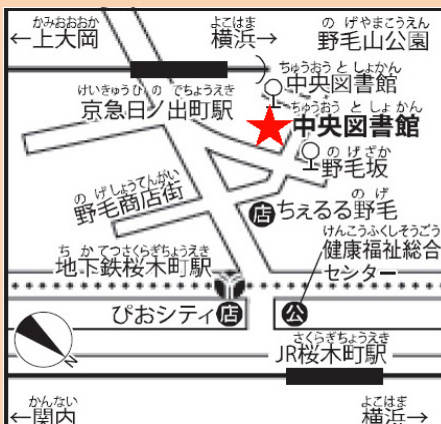 かみおおおか
←上大岡
よこはま
横浜→
のげやまこうえん
野毛山公園
ちゅうおうとしょかん
中央図書館
けいきゅうひのでちょうえき
京急日ノ出町駅
ちゅうおうとしょかん
中央図書館
のげざか
野毛坂
のげしょうてんがい
野毛商店街
のげ
店ちぇるる野毛
けんこうふくしそうごう
健康福祉総合
センター
ちかてつさくらぎちょうえき
地下鉄桜木町駅
ぴおシティ店
公
さくらぎちょうえき
JR桜木町駅
N
かんない
←関内
よこはま
横浜→